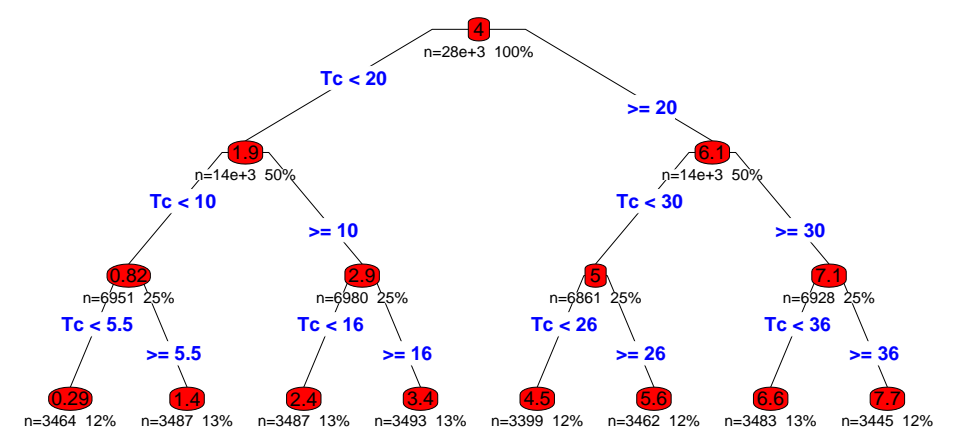 4
n=28e+3 100%
Tc < 20
>= 20
1.9
n=14e+3 50%
6.1
n=14e+3 50%
Tc < 10
>= 10
Tc < 30
>= 30
0.82
n=6951 25%
2.9
n=6980 25%
5
n=6861 25%
7.1
n=6928 25%
Tc < 5.5
>= 5.5
Tc < 16
>= 16
Tc < 26
>= 26
Tc < 36
>= 36
0.29
n=3464 12%
1.4
n=3487 13%
2.4
n=3487 13%
3.4
n=3493 13%
4.5
n=3399 12%
5.6
n=3462 12%
6.6
n=3483 13%
7.7
n=3445 12%